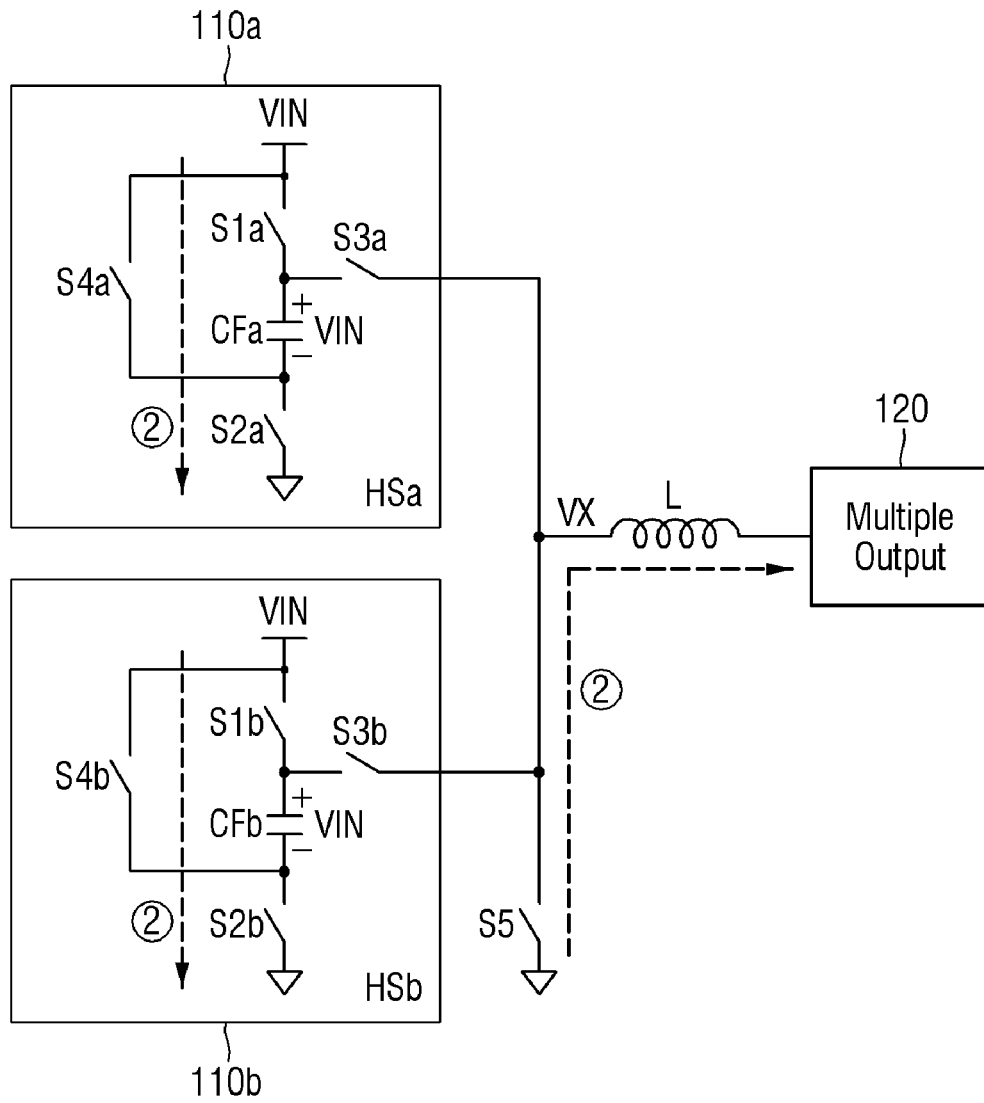 110a
VIN
S1a
S3a
S4a
+
CFa
VIN
−
S2a
②
HSa
120
VX
L
Multiple
Output
VIN
②
S1b
S3b
S4b
+
CFb
VIN
−
②
S2b
S5
HSb
110b